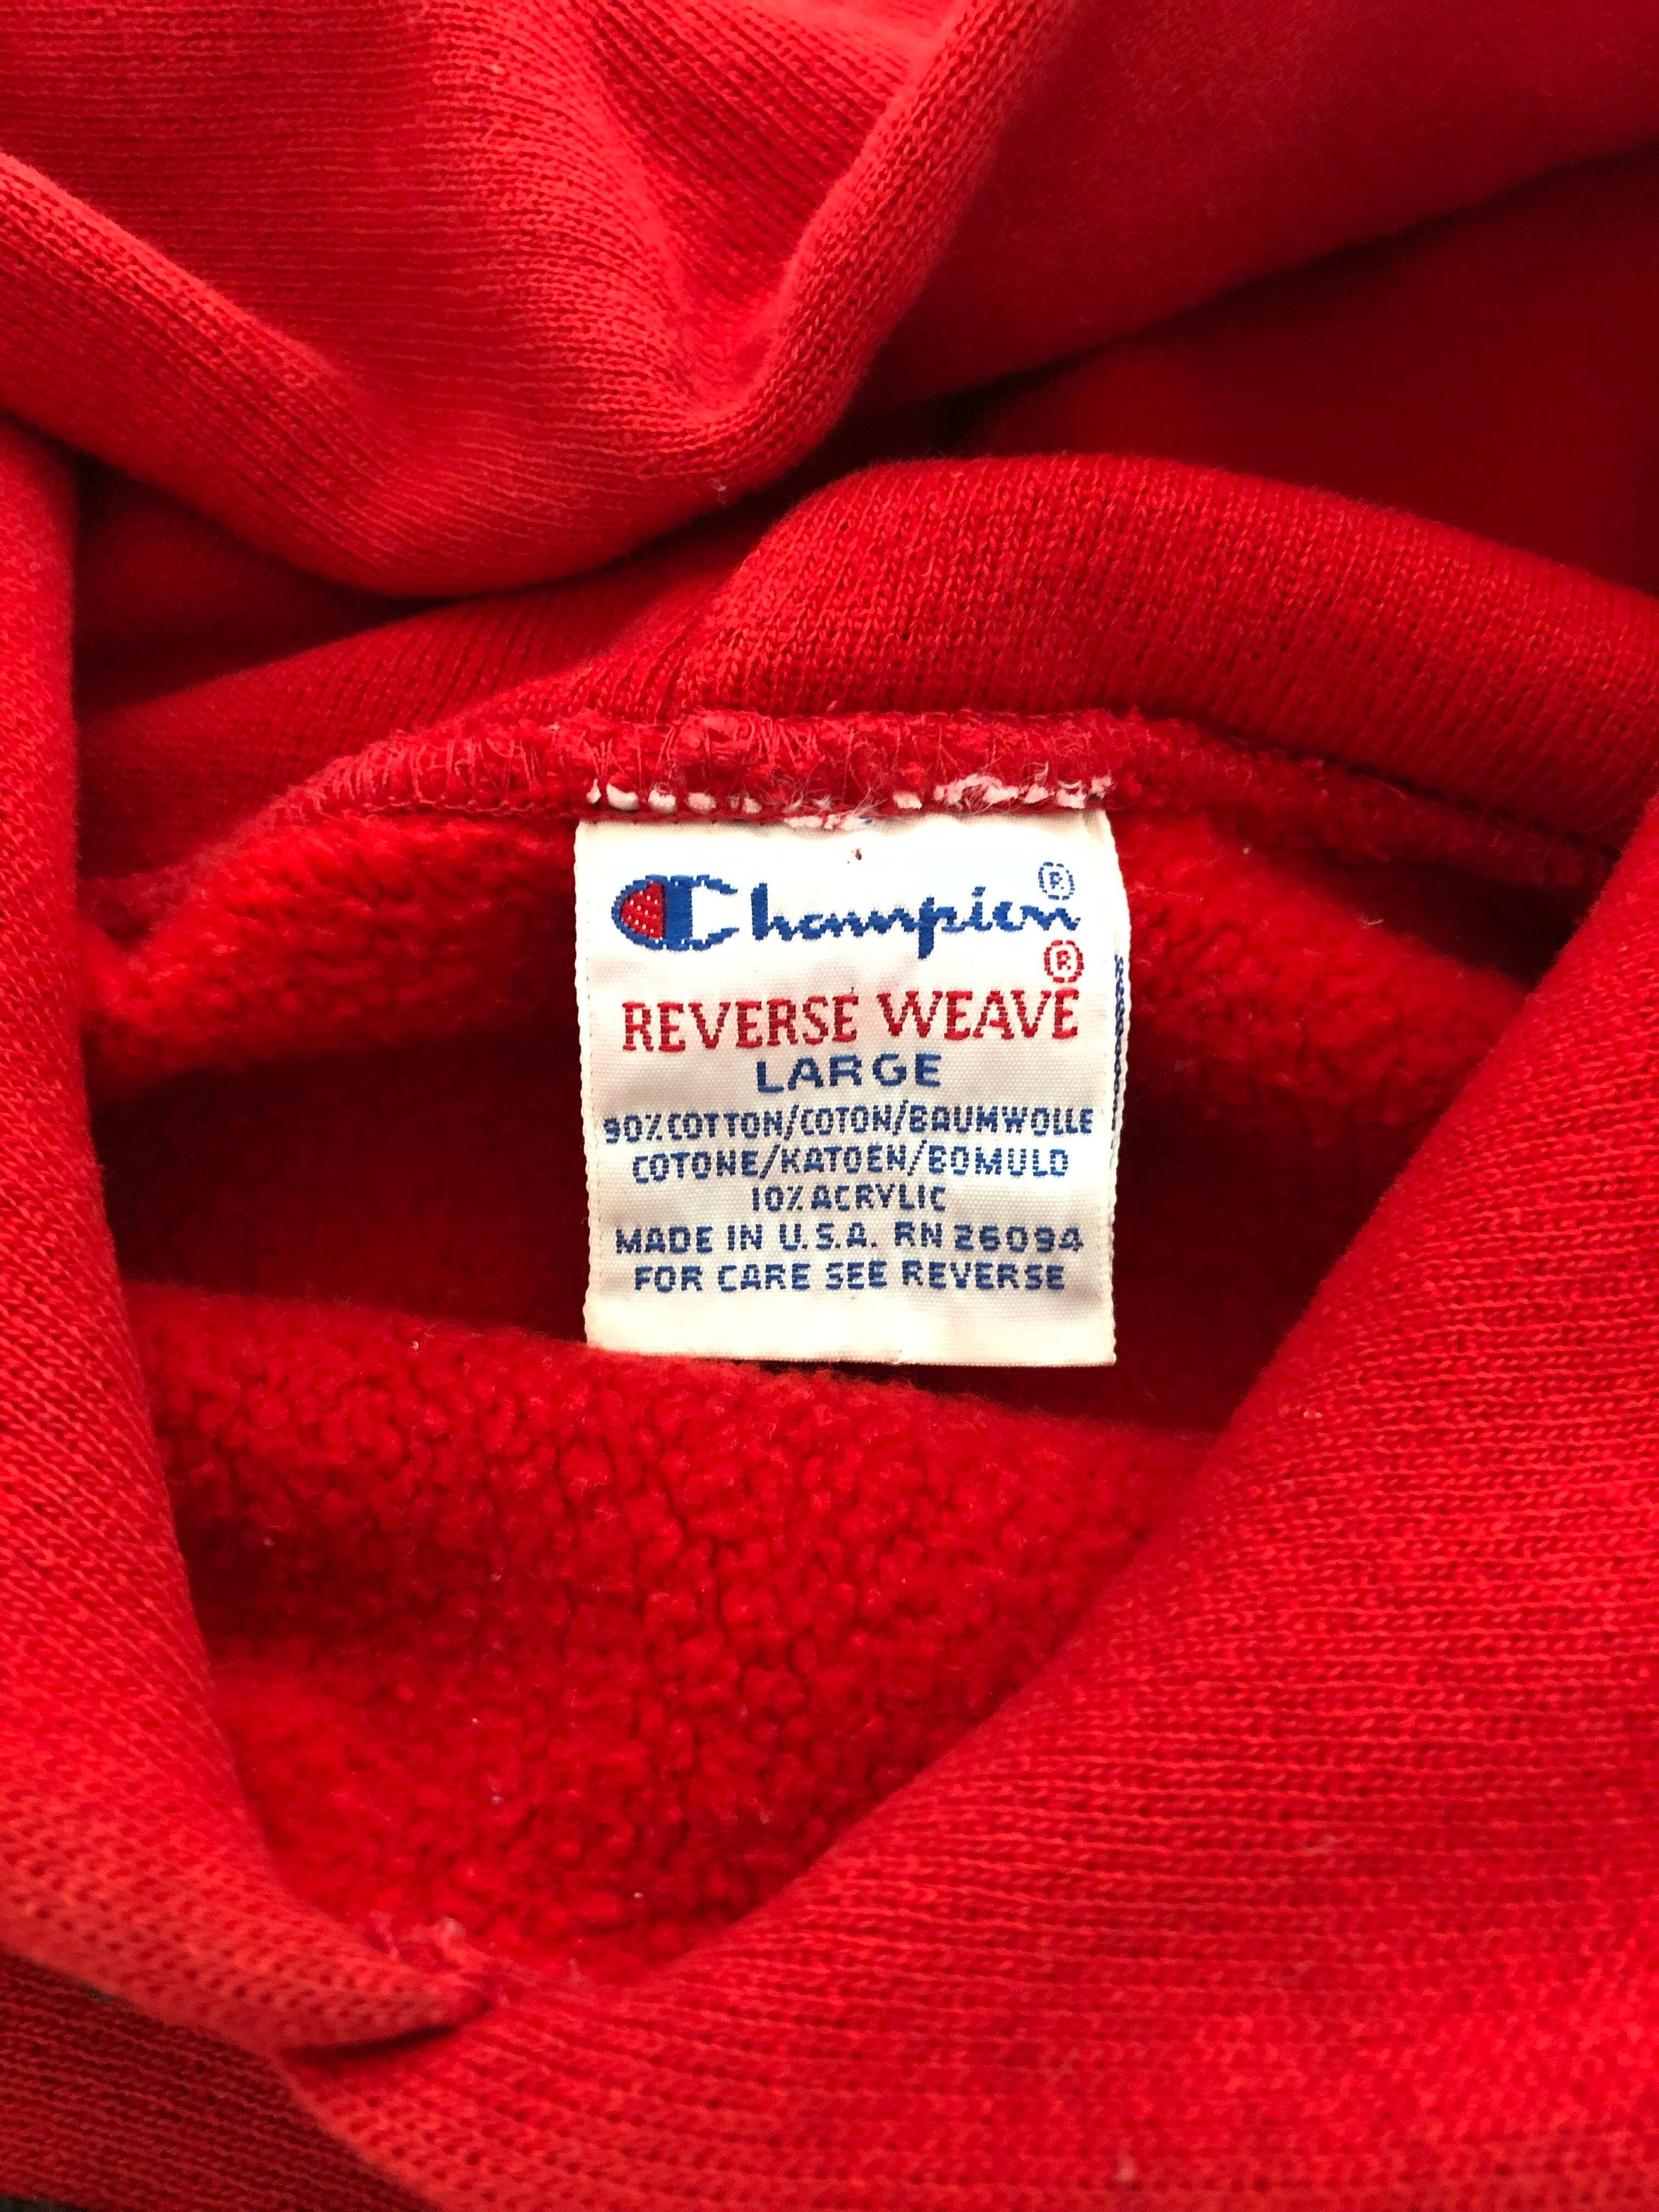 Champion®
REVERSE WEAVE®
LARGE
90% COTTON/COTON/BAUMWOLLE
COTONE/KATOEN/BOMULD
10% ACRYLIC
MADE IN U.S.A. RN 26094
FOR CARE SEE REVERSE